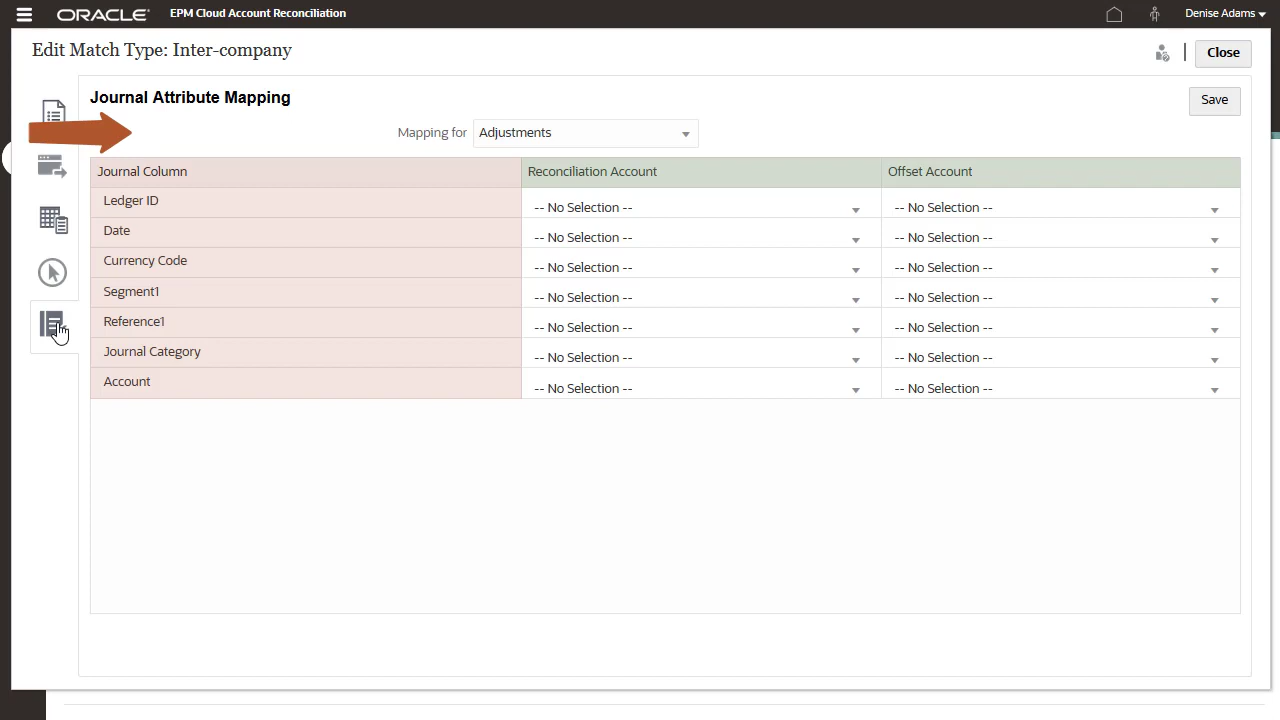 ORACLE® EPM Cloud Account Reconciliation Denise Adams
Edit Match Type: Inter-company Close
Journal Attribute Mapping Save
Mapping for Adjustments
Journal Column Reconciliation Account Offset Account
Ledger ID -- No Selection -- -- No Selection --
Date -- No Selection -- -- No Selection --
Currency Code -- No Selection -- -- No Selection --
Segment1 -- No Selection -- -- No Selection --
Reference1 -- No Selection -- -- No Selection --
Journal Category -- No Selection -- -- No Selection --
Account -- No Selection -- -- No Selection --